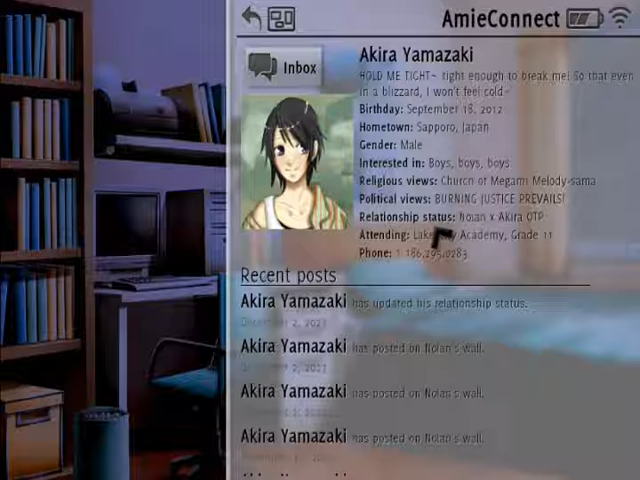 AmieConnect
Inbox
Akira Yamazaki
HOLD ME TIGHT~ tight enough to break me! So that even
in a blizzard, I won't feel cold~
Birthday: September 18, 2012
Hometown: Sapporo, Japan
Gender: Male
Interested in: Boys, boys, boys
Religious views: Church of Megami Melody-sama
Political views: BURNING JUSTICE PREVAILS!
Relationship status: Nolan x Akira OTP
Attending: Academy, Grade 11
Phone:
Recent posts
Akira Yamazaki has updated his relationship status.
December 2, 2027
Akira Yamazaki has posted on Nolan's wall.
Akira Yamazaki has posted on Nolan's wall.
Akira Yamazaki has posted on Nolan's wall.